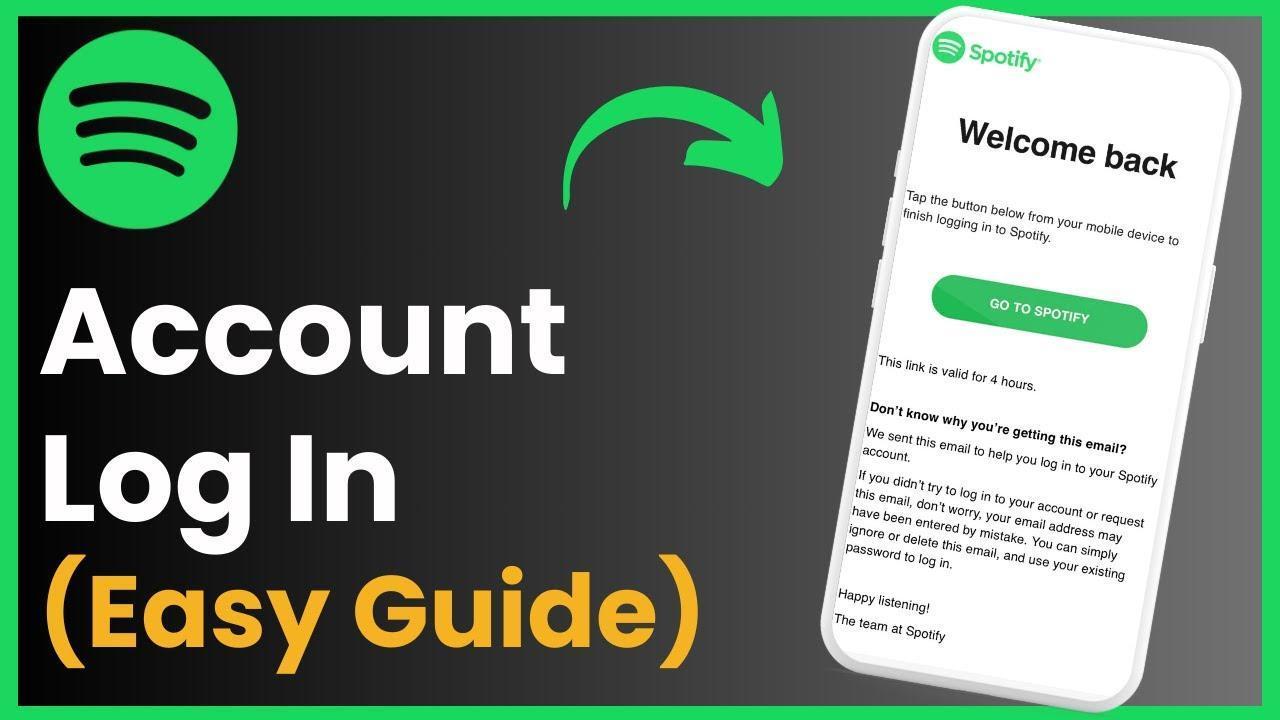 Account
Log In
(Easy Guide)
Spotify
Welcome back
Tap the button below from your mobile device to
finish logging in to Spotify.
GO TO SPOTIFY
This link is valid for 4 hours.
Don't know why you're getting this email?
We sent this email to help you log in to your Spotify
account.
If you didn't try to log in to your account or request
this email, don't worry, your email address may
have been entered by mistake. You can simply
ignore or delete this email, and use your existing
password to log in.
Happy listening!
The team at Spotify